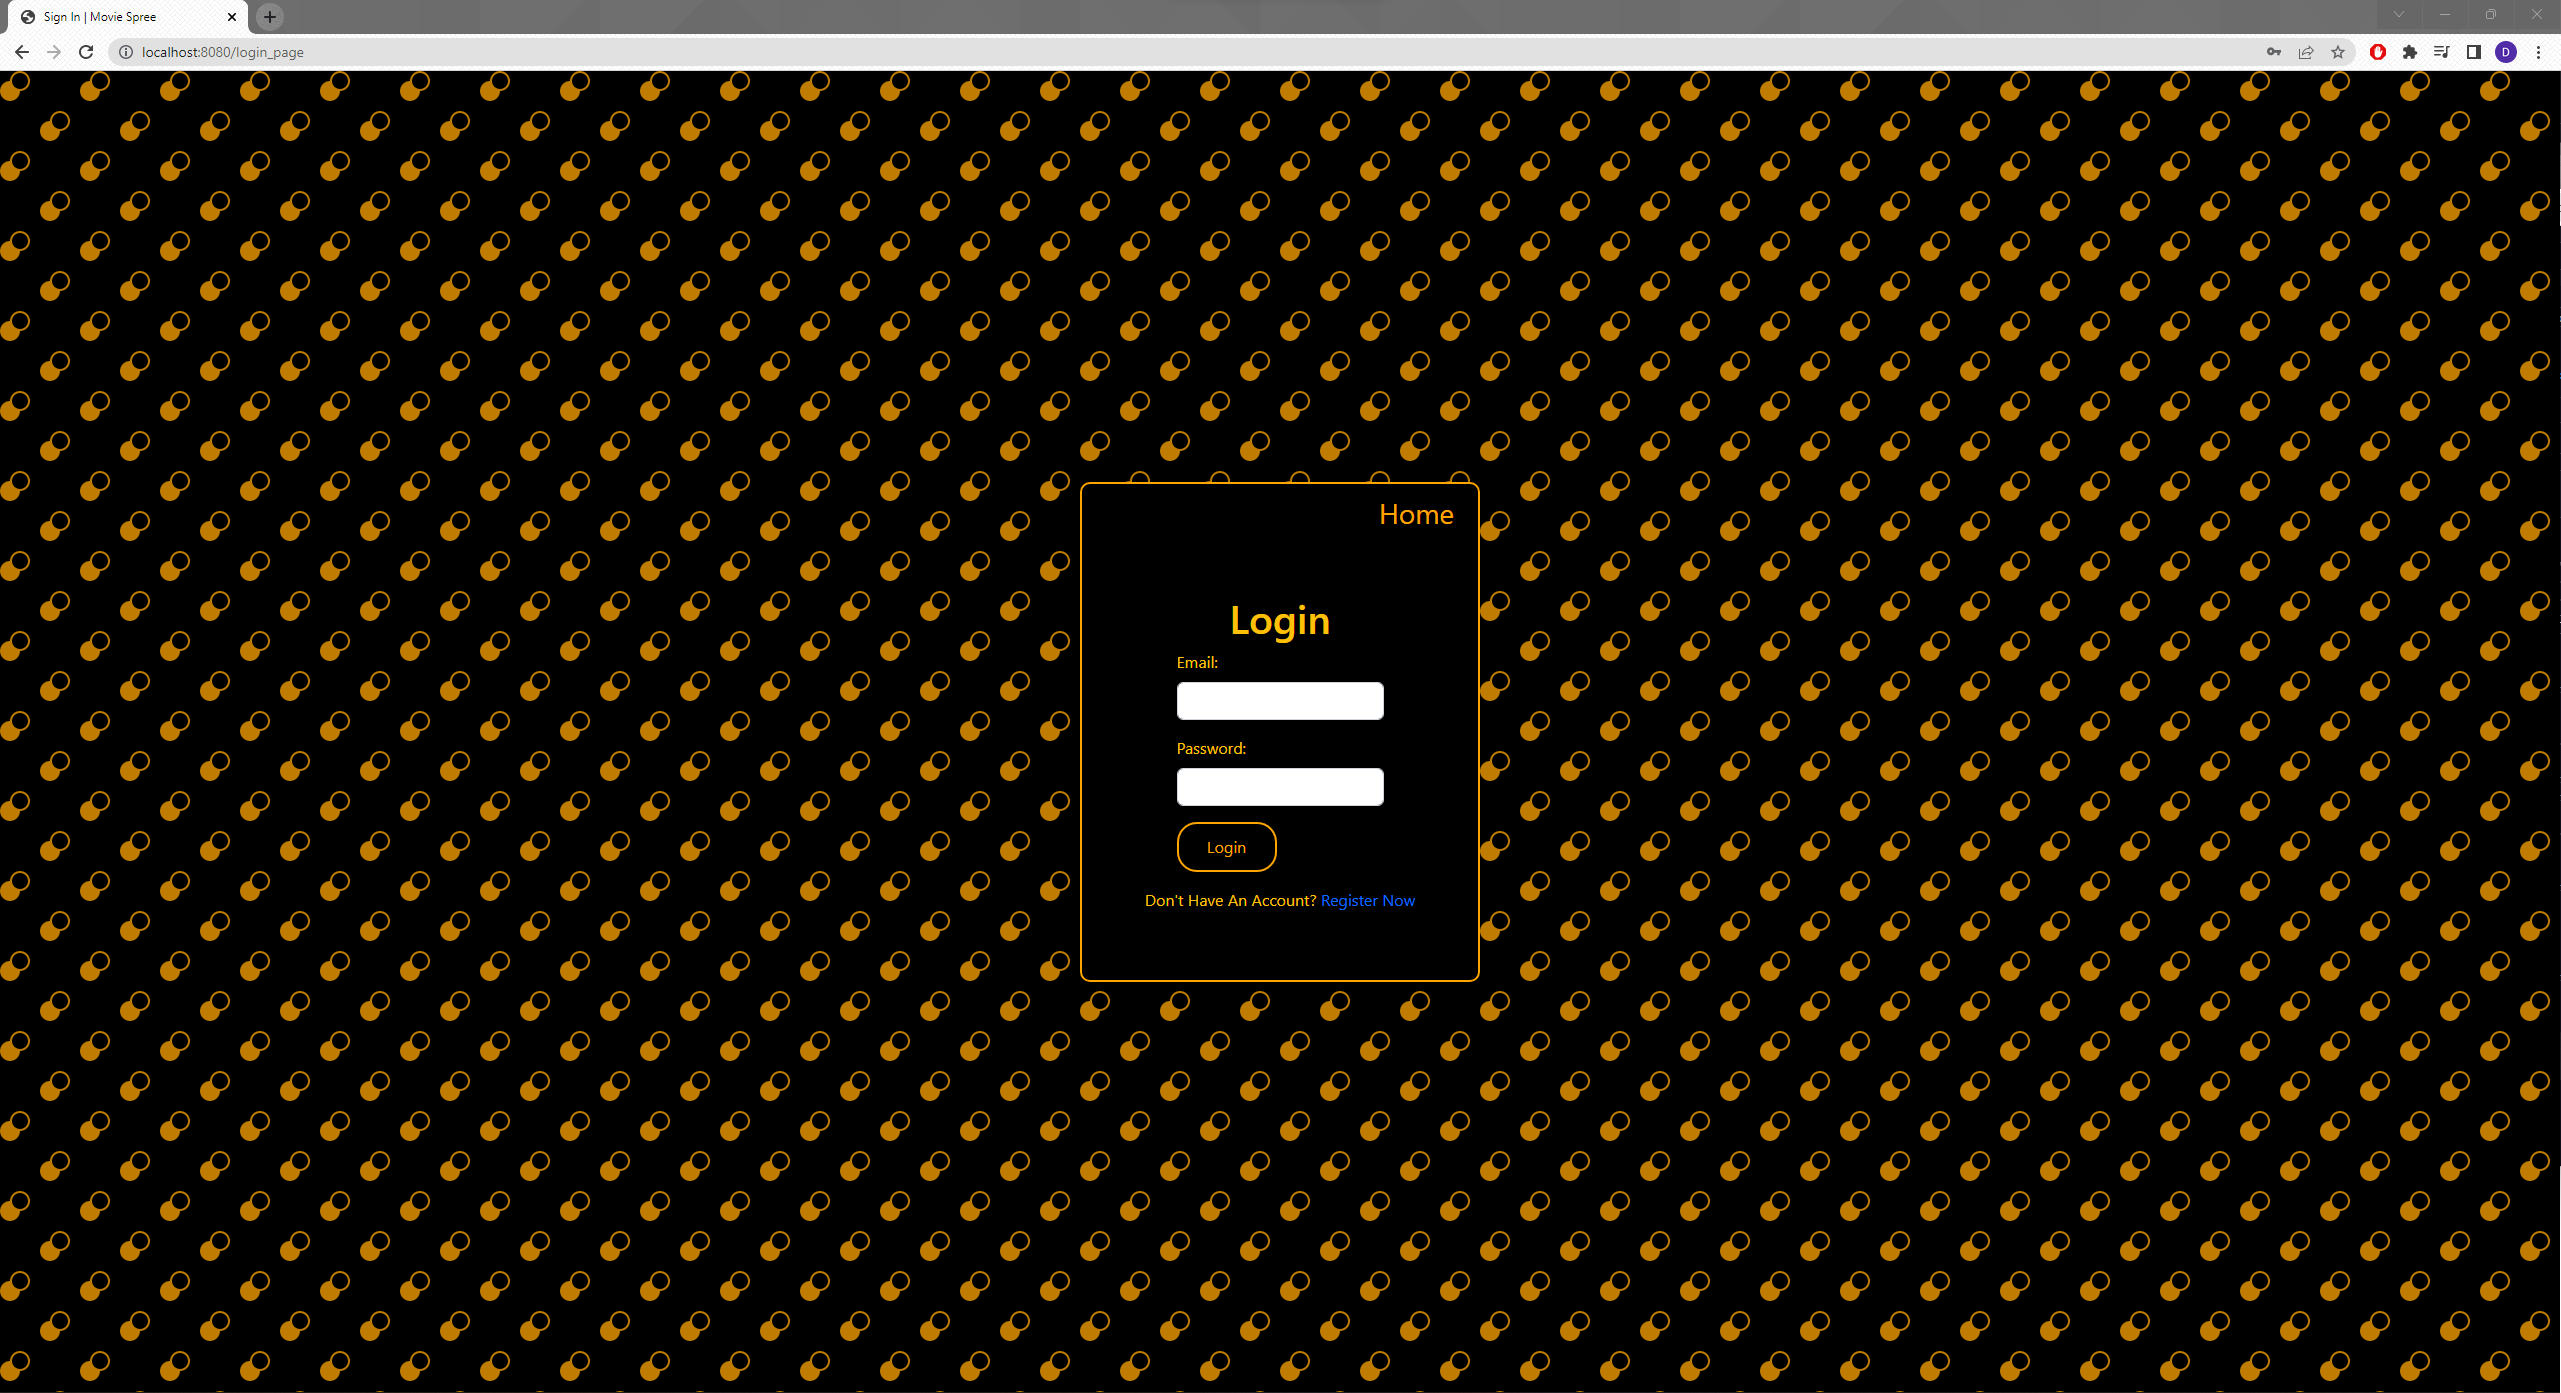 Sign In | Movie Spree
localhost:8080/login_page
D
Home
Login
Email:
Password:
Login
Don't Have An Account? Register Now